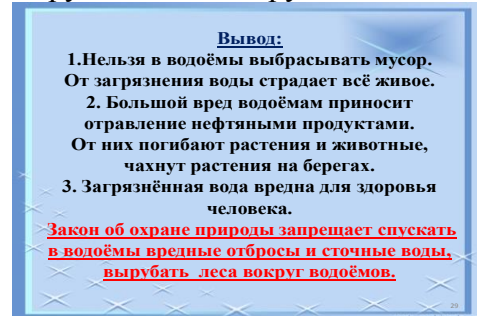 Вывод:
1.Нельзя в водоёмы выбрасывать мусор.
От загрязнения воды страдает всё живое.
2. Большой вред водоёмам приносит
отравление нефтяными продуктами.
От них погибают растения и животные,
чахнут растения на берегах.
3. Загрязнённая вода вредна для здоровья
человека.
Закон об охране природы запрещает спускать
в водоёмы вредные отбросы и сточные воды,
вырубать леса вокруг водоёмов.
29